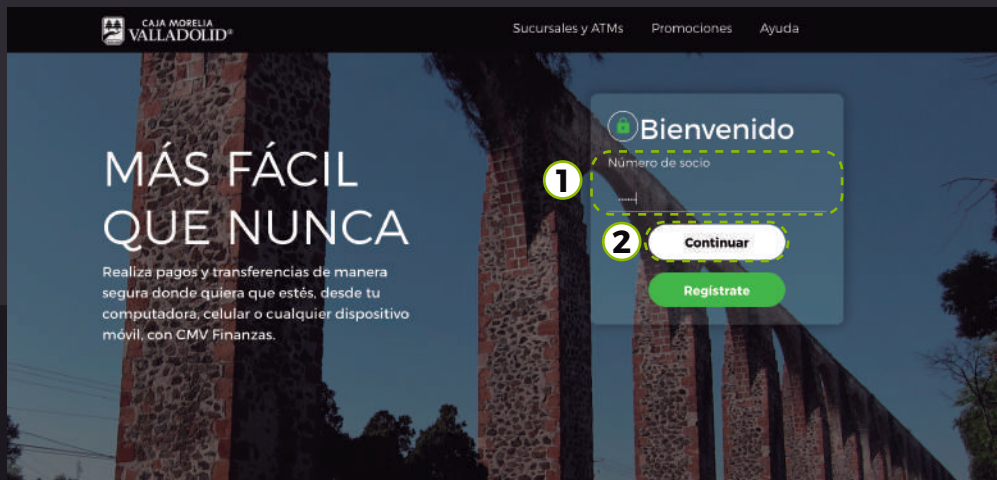 CAJA MORELIA
VALLADOLID®
Sucursales y ATMs
Promociones
Ayuda
MÁS FÁCIL
QUE NUNCA
Realiza pagos y transferencias de manera
segura donde quiera que estés, desde tu
computadora, celular o cualquier dispositivo
móvil, con CMV Finanzas.
Bienvenido
Número de socio
1
2
Continuar
Regístrate